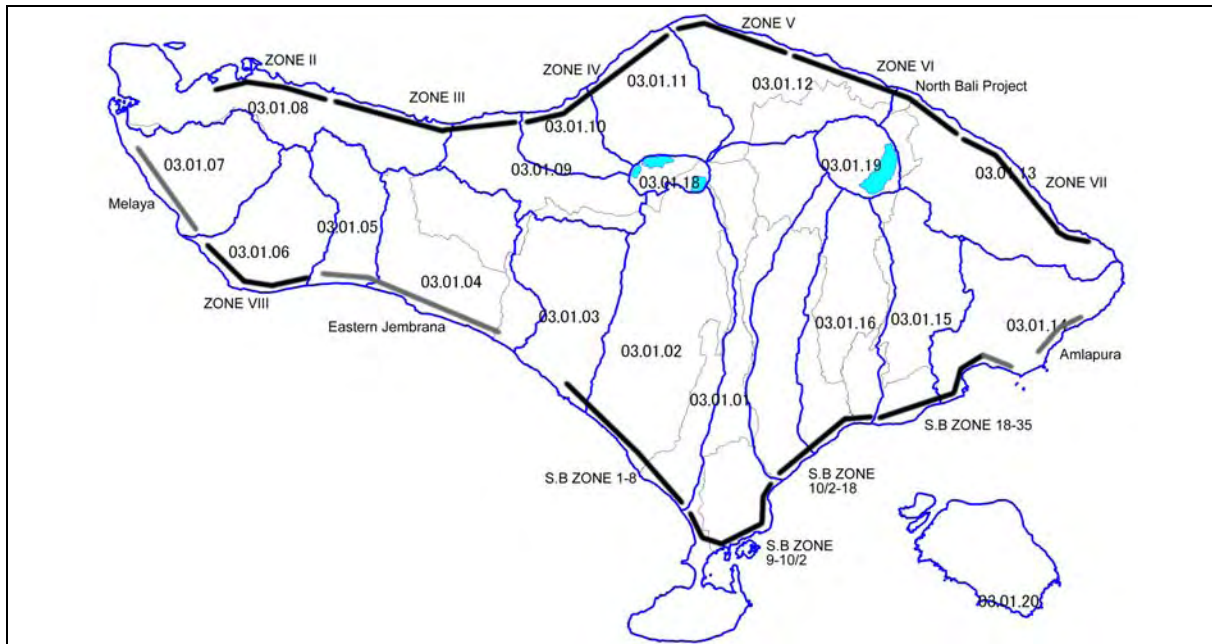 ZONE V
ZONE II
ZONE IV
ZONE VI
03.01.11
03.01.12
North Bali Project
03.01.08
ZONE III
03.01.10
03.01.07
03.01.09
03.01.19
03.01.13
03.01.18
ZONE VII
Melaya
03.01.05
03.01.06
03.01.04
ZONE VIII
03.01.03
03.01.16
03.01.15
03.01.14
Eastern Jembrana
03.01.02
Amlapura
03.01.01
S.B ZONE 18-35
S.B ZONE 1-8
S.B ZONE
10/2-18
S.B ZONE
9-10/2
03.01.20